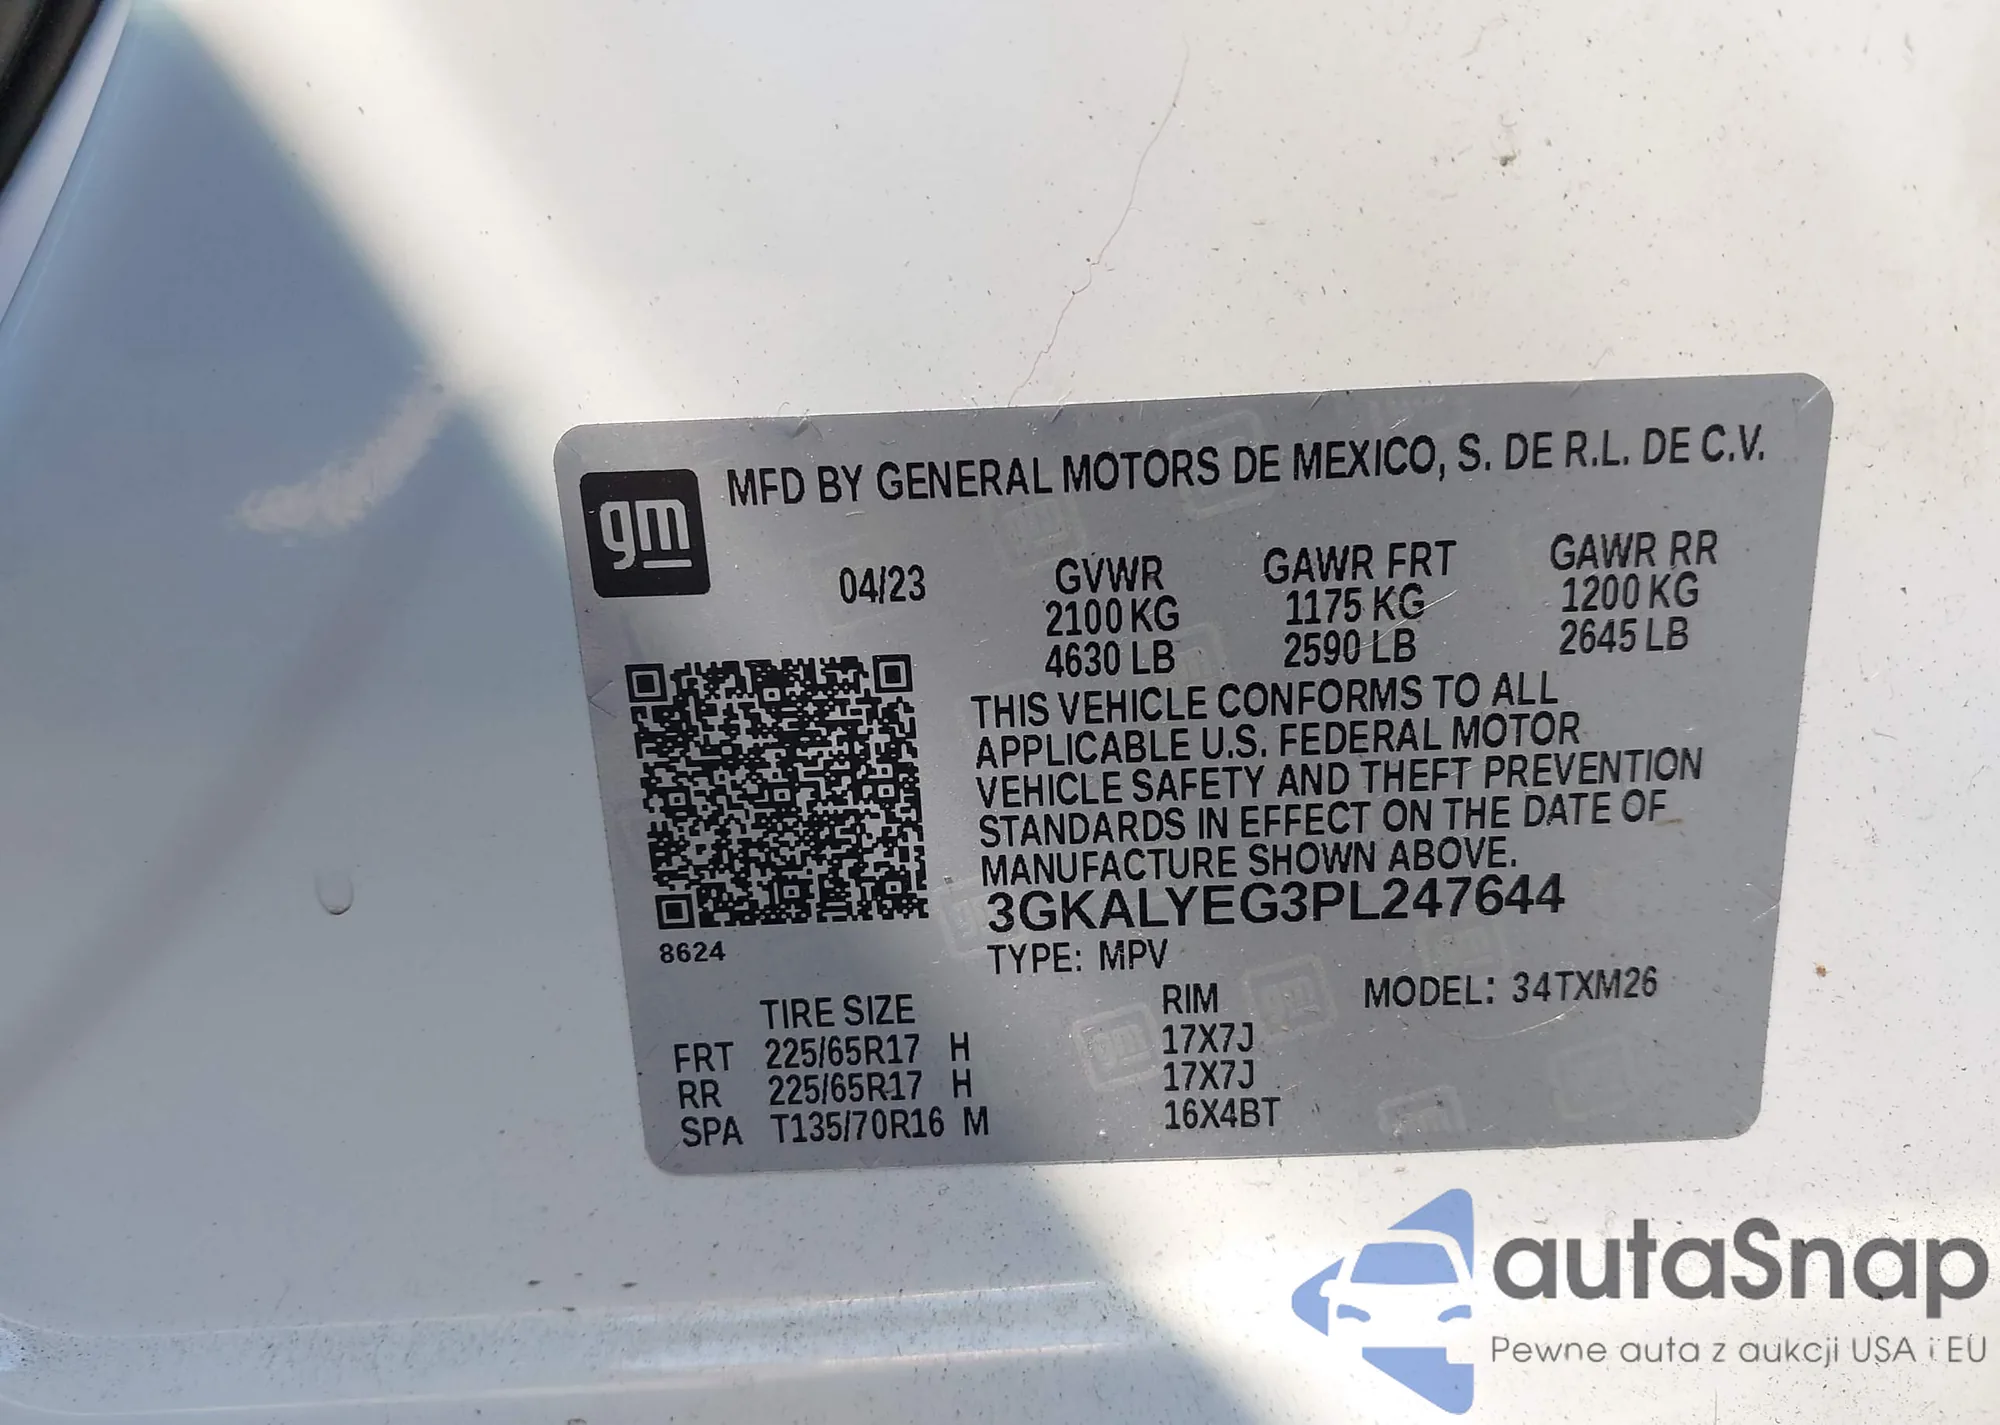 gm
MFD BY GENERAL MOTORS DE MEXICO, S. DE R.L. DE C.V.
04/23 GVWR GAWR FRT GAWR RR
2100 KG 1175 KG 1200 KG
4630 LB 2590 LB 2645 LB
THIS VEHICLE CONFORMS TO ALL
APPLICABLE U.S. FEDERAL MOTOR
VEHICLE SAFETY AND THEFT PREVENTION
STANDARDS IN EFFECT ON THE DATE OF
MANUFACTURE SHOWN ABOVE.
3GKALYEG3PL247644
8624
TYPE: MPV
MODEL: 34TXM26
TIRE SIZE RIM
FRT 225/65R17 H 17X7J
RR 225/65R17 H 17X7J
SPA T135/70R16 M 16X4BT
autaSnap
Pewne auta z aukcji USA i EU